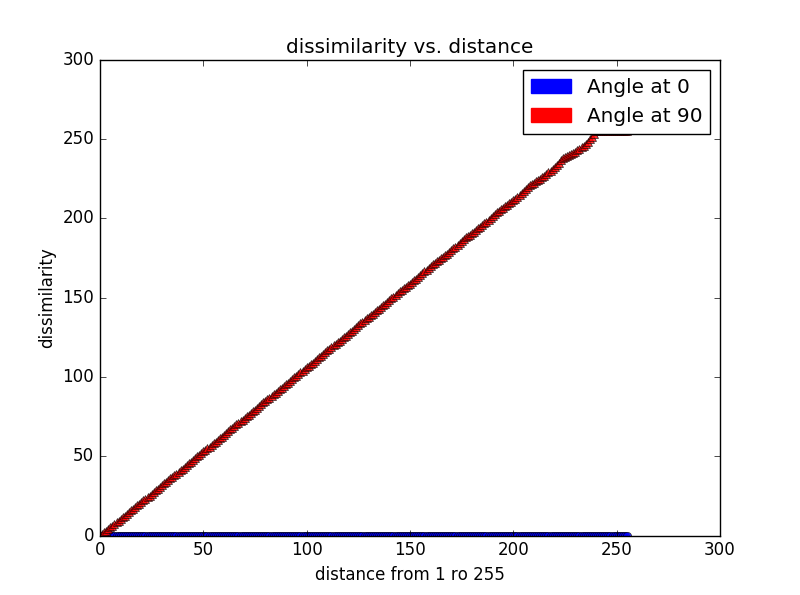 dissimilarity vs. distance
300
250
200
150
100
50
0
dissimilarity
Angle at 0
Angle at 90
0 50 100 150 200 250 300
distance from 1 ro 255